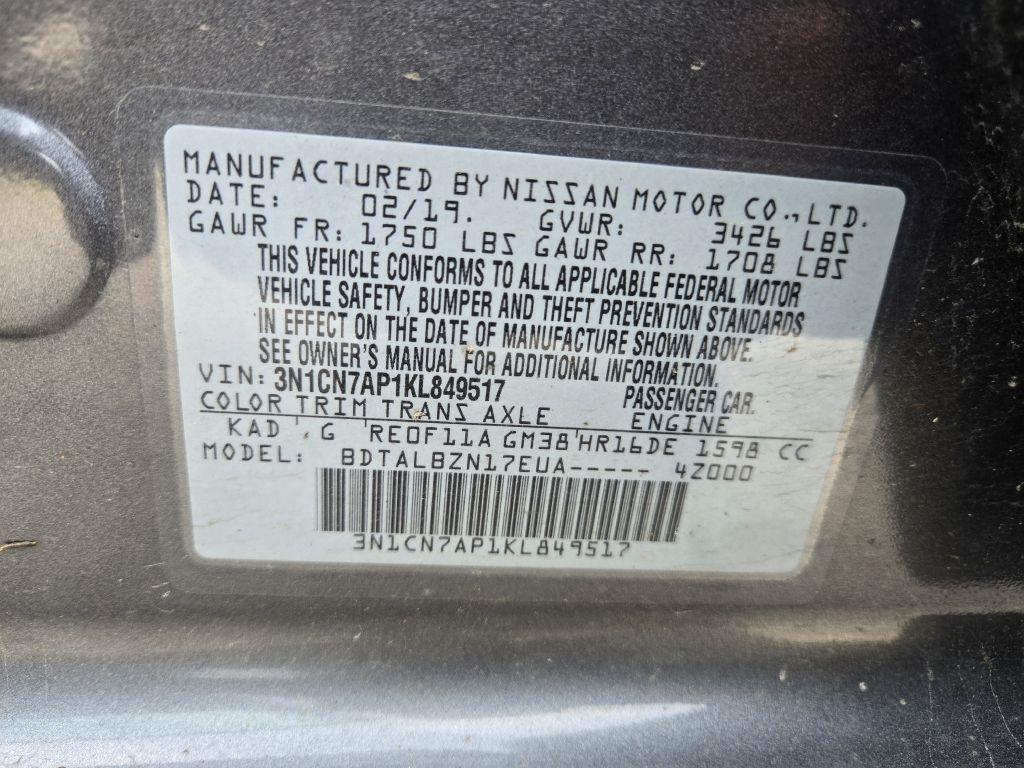 MANUFACTURED BY NISSAN MOTOR CO., LTD.
DATE: 02/19. GVWR: 3426 LBS
GAWR FR: 1750 LBS GAWR RR: 1708 LBS
THIS VEHICLE CONFORMS TO ALL APPLICABLE FEDERAL MOTOR
VEHICLE SAFETY, BUMPER AND THEFT PREVENTION STANDARDS
IN EFFECT ON THE DATE OF MANUFACTURE SHOWN ABOVE.
SEE OWNER'S MANUAL FOR ADDITIONAL INFORMATION.
VIN: 3N1CN7AP1KL849517 PASSENGER CAR.
COLOR TRIM TRANS AXLE ENGINE
KAD G RE0F11A GM38 HR16DE 1598 CC
MODEL: BDTALBZN17EUA----- 4Z000
3N1CN7AP1KL849517